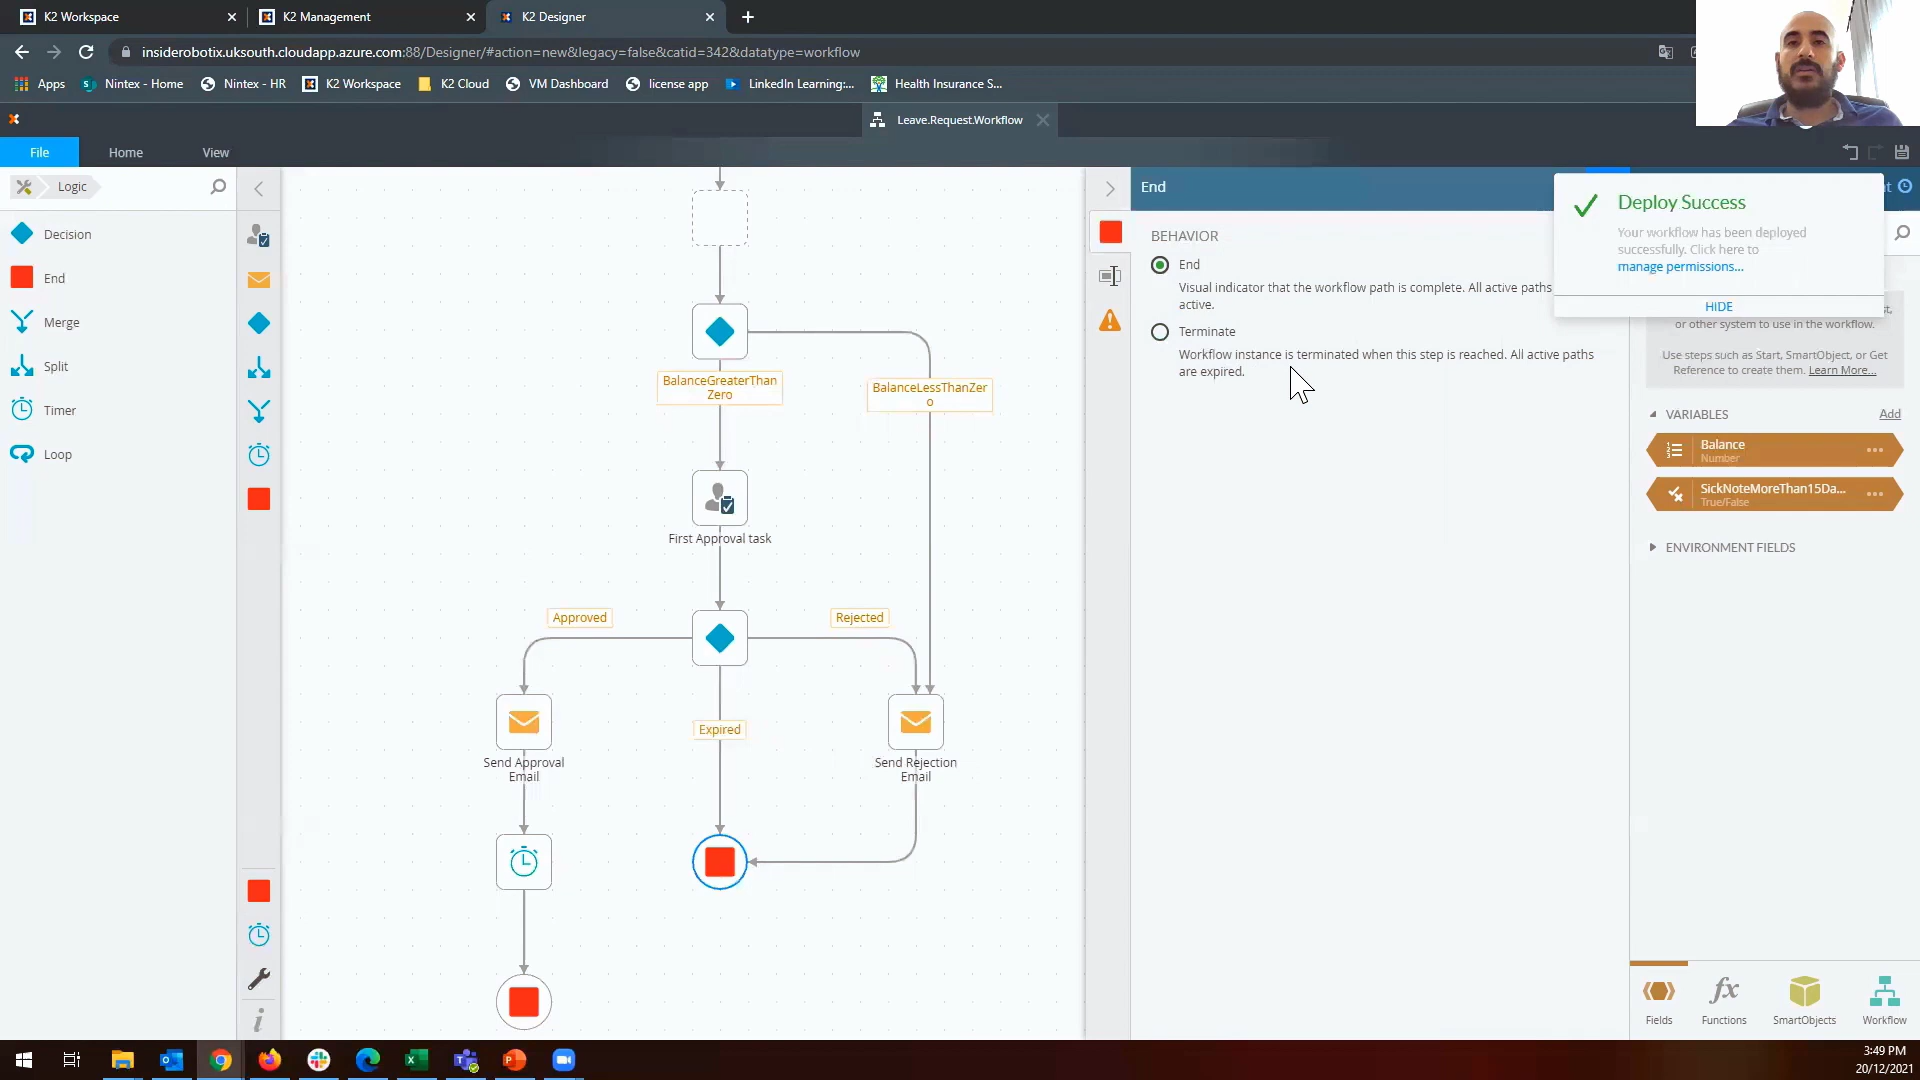 K2 Workspace
K2 Management
K2 Designer
insiderobotix.uksouth.cloudapp.azure.com:88/Designer/#action=new&legacy=false&catid=342&datatype=workflow
Apps
Nintex - Home
Nintex - HR
K2 Workspace
K2 Cloud
VM Dashboard
license app
LinkedIn Learning:...
Health Insurance S...
Leave.Request.Workflow
File
Home
View
Logic
Decision
End
Merge
Split
Timer
Loop
BalanceGreaterThan
Zero
BalanceLessThanZer
o
First Approval task
Approved
Rejected
Expired
Send Approval
Email
Send Rejection
Email
End
BEHAVIOR
End
Visual indicator that the workflow path is complete. All active paths
active.
Terminate
Workflow instance is terminated when this step is reached. All active paths
are expired.
Deploy Success
Your workflow has been deployed
successfully. Click here to
manage permissions...
HIDE
or other system to use in the workflow.
Use steps such as Start, SmartObject, or Get
Reference to create them. Learn More...
VARIABLES
Add
Balance
Number
SickNoteMoreThan15Da...
True/False
ENVIRONMENT FIELDS
Fields
Functions
SmartObjects
Workflow
3:49 PM
20/12/2021